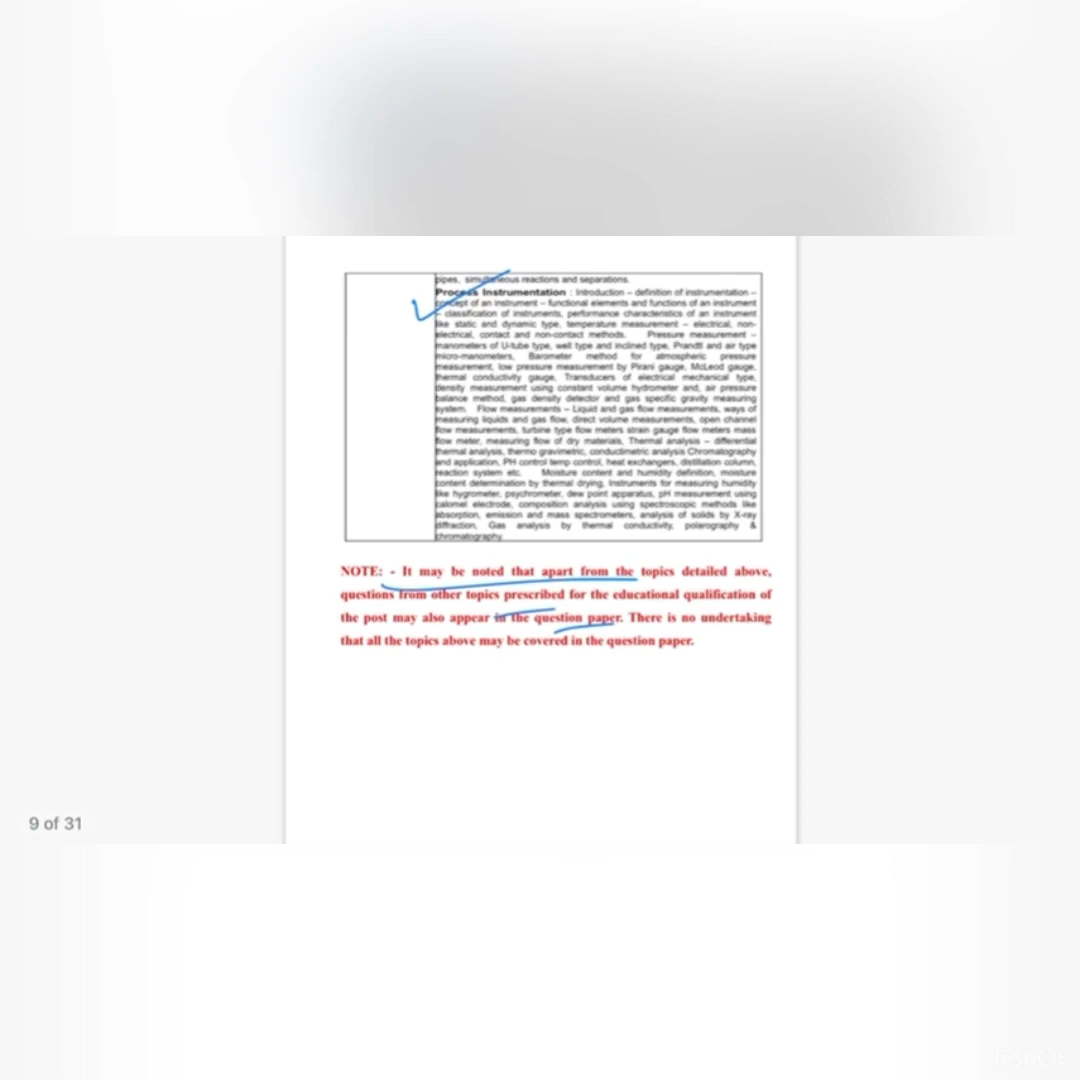 pipes, simultaneous reactions and separations.
Process Instrumentation : Introduction – definition of instrumentation –
concept of an instrument – functional elements and functions of an instrument
– classification of instruments, performance characteristics of an instrument
like static and dynamic type, temperature measurement – electrical, non-
electrical, contact and non-contact methods. Pressure measurement –
manometers of U-tube type, well type and inclined type, Prandtl and air type
micro-manometers, Barometer method for atmospheric pressure
measurement, low pressure measurement by Pirani gauge, McLeod gauge,
thermal conductivity gauge, Transducers of electrical mechanical type,
density measurement using constant volume hydrometer and, air pressure
balance method, gas density detector and gas specific gravity measuring
system. Flow measurements – Liquid and gas flow measurements, ways of
measuring liquids and gas flow, direct volume measurements, open channel
flow measurements, turbine type flow meters strain gauge flow meters mass
flow meter, measuring flow of dry materials, Thermal analysis – differential
thermal analysis, thermo gravimetric, conductimetric analysis Chromatography
and application, PH control temp control, heat exchangers, distillation column,
reaction system etc. Moisture content and humidity definition, moisture
content determination by thermal drying, Instruments for measuring humidity
like hygrometer, psychrometer, dew point apparatus, pH measurement using
calomel electrode, composition analysis using spectroscopic methods like
absorption, emission and mass spectrometers, analysis of solids by X-ray
diffraction, Gas analysis by thermal conductivity, polarography &
chromatography
NOTE: - It may be noted that apart from the topics detailed above,
questions from other topics prescribed for the educational qualification of
the post may also appear in the question paper. There is no undertaking
that all the topics above may be covered in the question paper.
9 of 31
InShOt